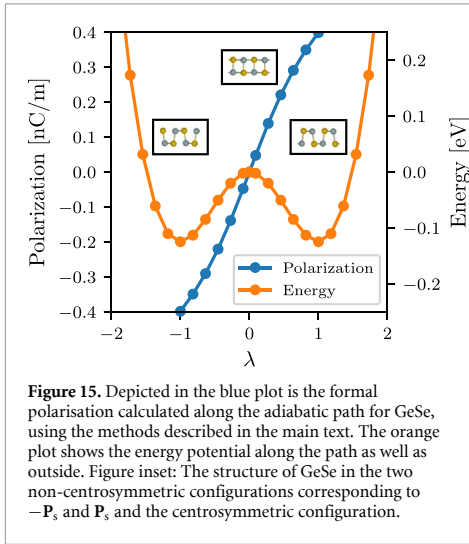 0.4
0.3
0.2
0.1
0.0
−0.1
−0.2
−0.3
−0.4
Polarization [nC/m]
0.2
0.1
0.0
−0.1
−0.2
Energy [eV]
Polarization
Energy
−2
−1
0
1
2
λ
Figure 15. Depicted in the blue plot is the formal
polarisation calculated along the adiabatic path for GeSe,
using the methods described in the main text. The orange
plot shows the energy potential along the path as well as
outside. Figure inset: The structure of GeSe in the two
non-centrosymmetric configurations corresponding to
−Pₛ and Pₛ and the centrosymmetric configuration.